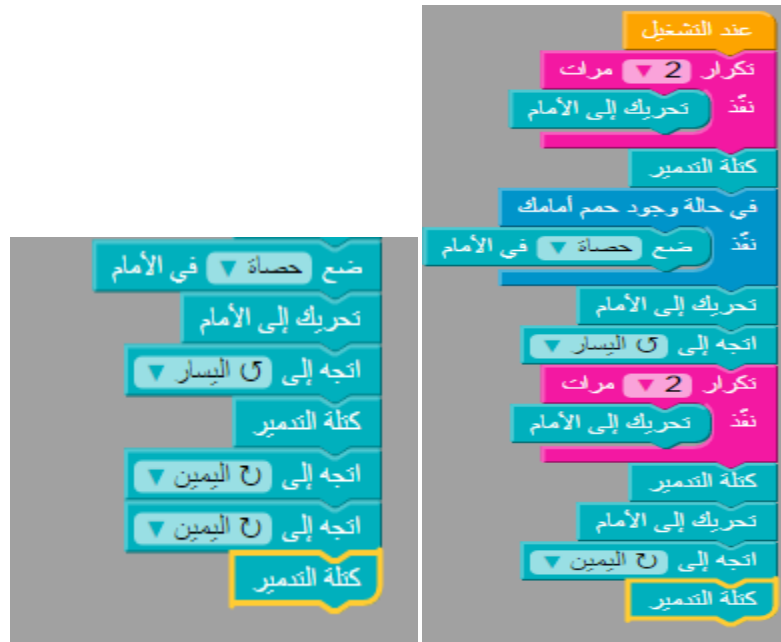 عند التشغيل
تكرار 2 ▼ مرات
نفّذ تحريك إلى الأمام
كتلة التدمير
في حالة وجود حمم أمامك
نفّذ ضع حصاة ▼ في الأمام
تحريك إلى الأمام
اتجه إلى ↺ اليسار ▼
تكرار 2 ▼ مرات
نفّذ تحريك إلى الأمام
كتلة التدمير
تحريك إلى الأمام
اتجه إلى ↻ اليمين ▼
كتلة التدمير
ضع حصاة ▼ في الأمام
تحريك إلى الأمام
اتجه إلى ↺ اليسار ▼
كتلة التدمير
اتجه إلى ↻ اليمين ▼
اتجه إلى ↻ اليمين ▼
كتلة التدمير